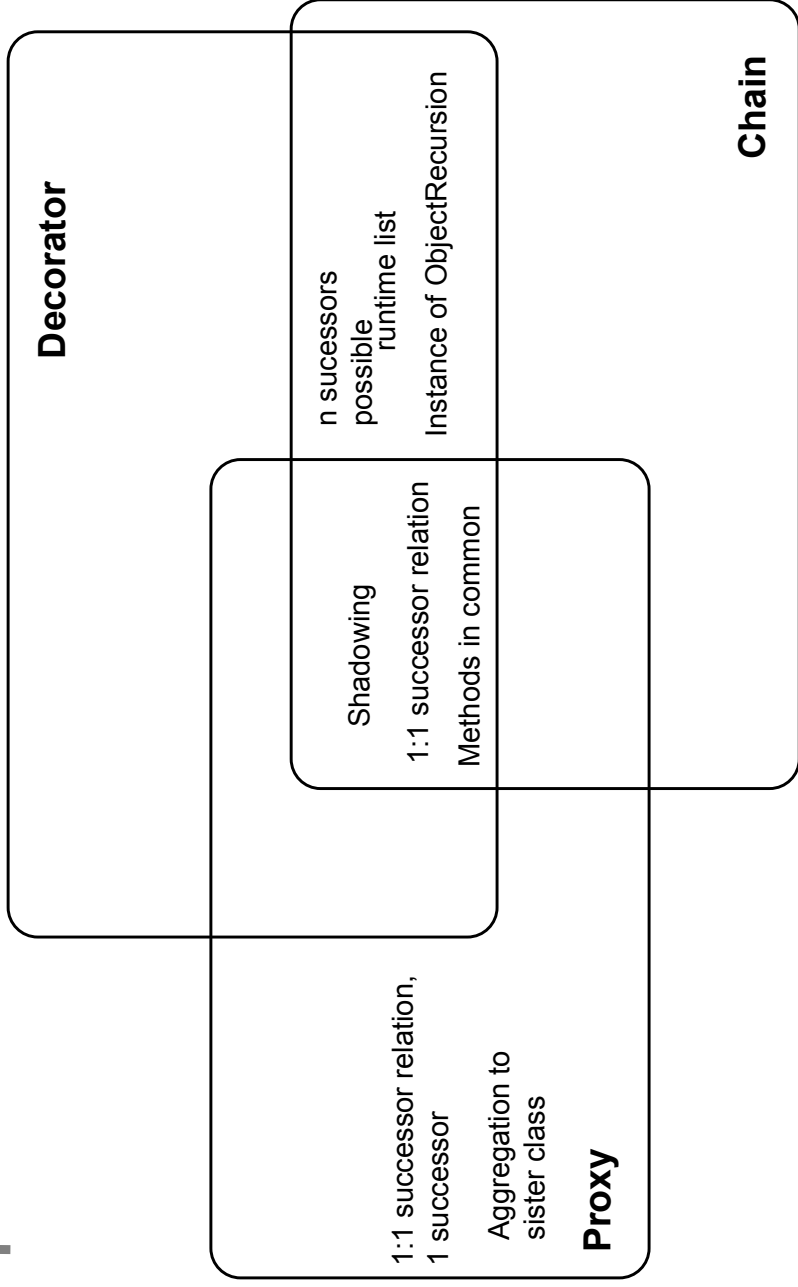 Decorator
n sucessors
possible
runtime list
Instance of ObjectRecursion
Shadowing
1:1 successor relation
Methods in common
1:1 successor relation,
1 successor
Aggregation to
sister class
Proxy
Chain